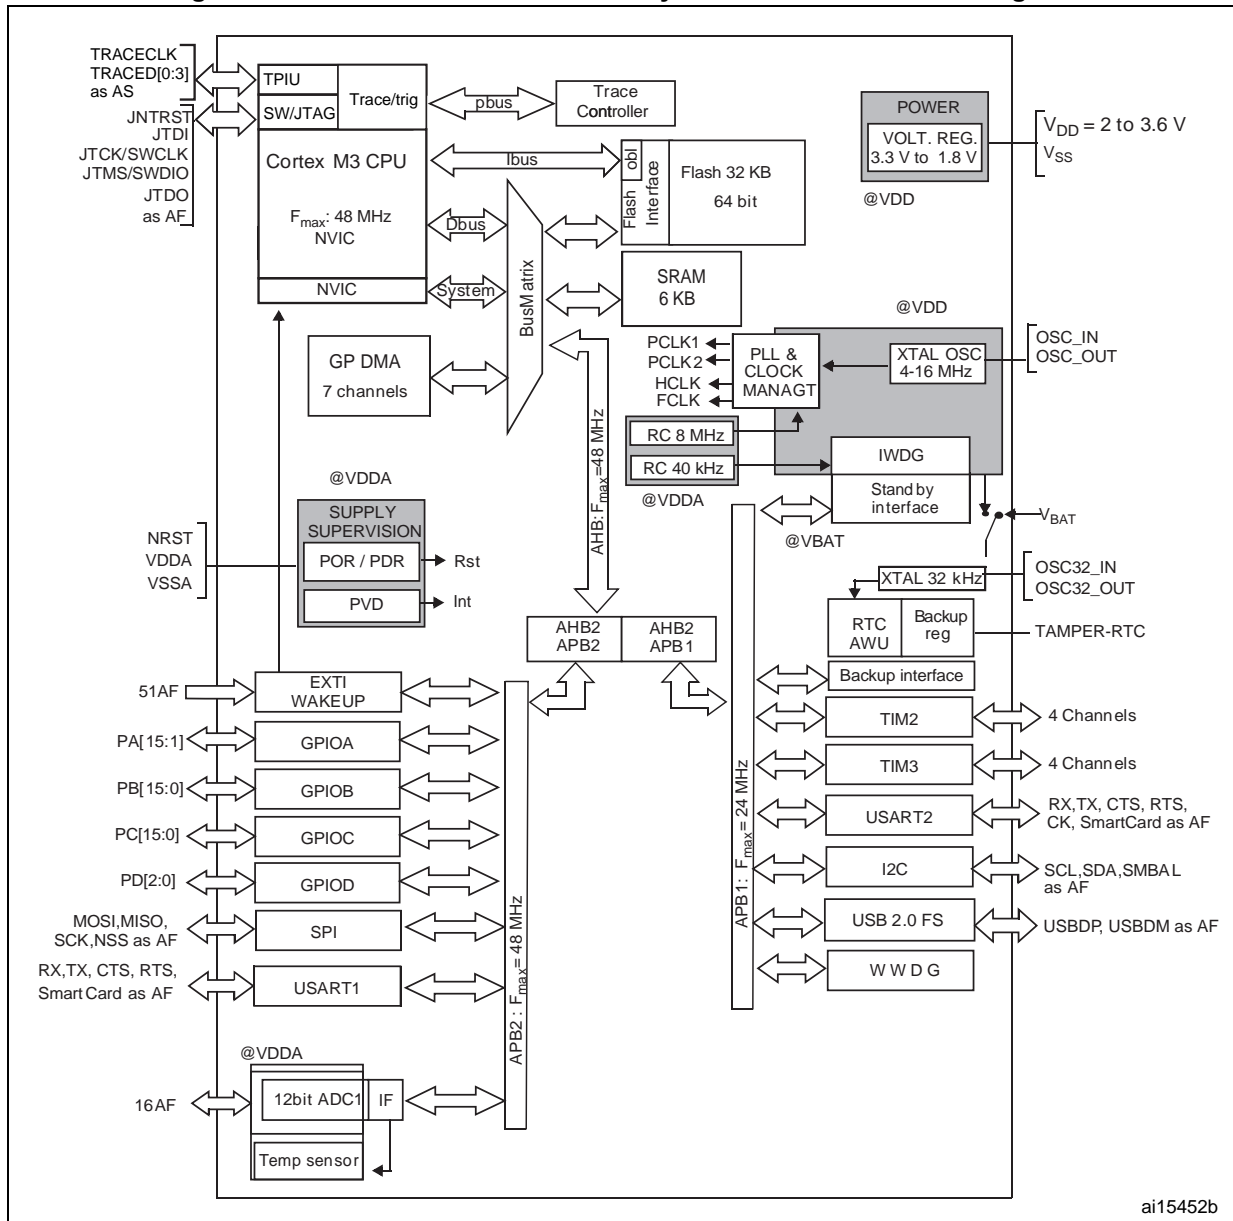 TRACECLK
TRACED[0:3]
as AS
JNTRST
JTDI
JTCK/SWCLK
JTMS/SWDIO
JTDO
as AF
TPIU
SW/JTAG
Trace/trig
Cortex M3 CPU
Fmax: 48 MHz
NVIC
NVIC
pbus
Trace
Controller
Ibus
Dbus
System
BusMatrix
Flash obl
Interface
Flash 32 KB
64 bit
SRAM
6 KB
POWER
VOLT. REG.
3.3 V to 1.8 V
@VDD
VDD = 2 to 3.6 V
VSS
GP DMA
7 channels
AHB: Fmax=48 MHz
@VDD
PCLK1
PCLK2
HCLK
FCLK
PLL &
CLOCK
MANAGT
XTAL OSC
4-16 MHz
OSC_IN
OSC_OUT
RC 8 MHz
RC 40 kHz
@VDDA
IWDG
Stand by
interface
@VBAT
VBAT
@VDDA
SUPPLY
SUPERVISION
POR / PDR
PVD
Rst
Int
NRST
VDDA
VSSA
XTAL 32 kHz
OSC32_IN
OSC32_OUT
RTC
AWU
Backup
reg
TAMPER-RTC
Backup interface
AHB2
APB2
AHB2
APB1
51AF
EXTI
WAKEUP
PA[15:1]
GPIOA
PB[15:0]
GPIOB
PC[15:0]
GPIOC
PD[2:0]
GPIOD
MOSI,MISO,
SCK,NSS as AF
SPI
RX,TX, CTS, RTS,
SmartCard as AF
USART1
APB2 : Fmax= 48 MHz
APB1 : Fmax= 24 MHz
TIM2
4 Channels
TIM3
4 Channels
USART2
RX,TX, CTS, RTS,
CK, SmartCard as AF
I2C
SCL,SDA,SMBAL
as AF
USB 2.0 FS
USBDP, USBDM as AF
WWDG
@VDDA
16AF
12bit ADC1
IF
Temp sensor
ai15452b